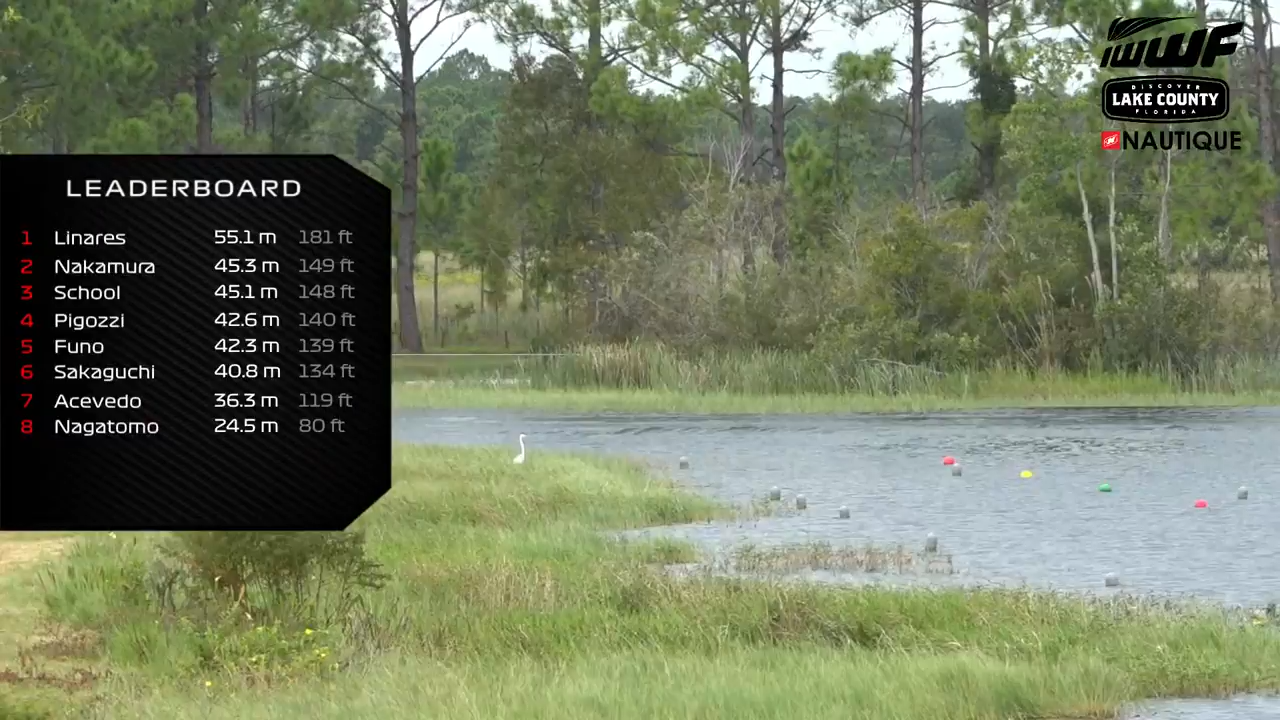 IWWF
DISCOVER
LAKE COUNTY
FLORIDA
NAUTIQUE
LEADERBOARD
1 Linares 55.1 m 181 ft
2 Nakamura 45.3 m 149 ft
3 School 45.1 m 148 ft
4 Pigozzi 42.6 m 140 ft
5 Funo 42.3 m 139 ft
6 Sakaguchi 40.8 m 134 ft
7 Acevedo 36.3 m 119 ft
8 Nagatomo 24.5 m 80 ft